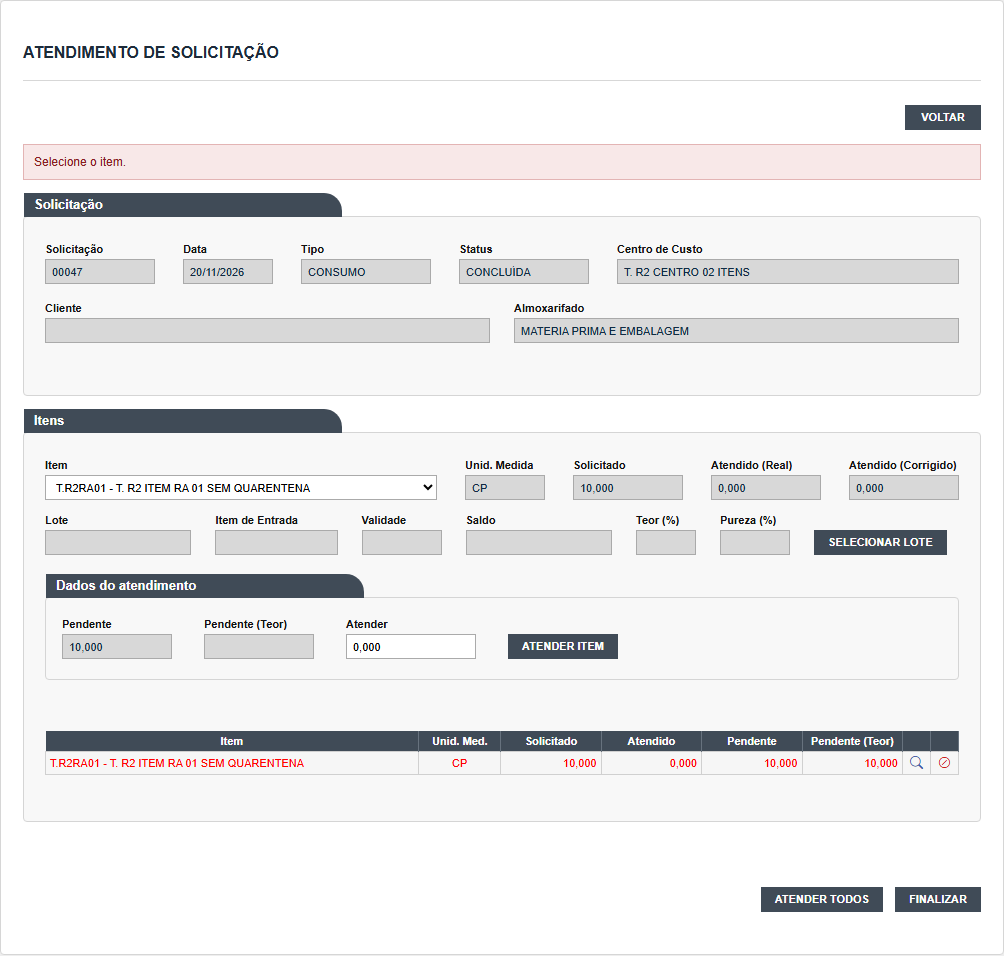 ATENDIMENTO DE SOLICITAÇÃO
VOLTAR
Selecione o item.
Solicitação
Solicitação Data Tipo Status Centro de Custo
00047 20/11/2026 CONSUMO CONCLUÍDA T. R2 CENTRO 02 ITENS
Cliente Almoxarifado
MATERIA PRIMA E EMBALAGEM
Itens
Item Unid. Medida Solicitado Atendido (Real) Atendido (Corrigido)
T.R2RA01 - T. R2 ITEM RA 01 SEM QUARENTENA CP 10,000 0,000 0,000
Lote Item de Entrada Validade Saldo Teor (%) Pureza (%)
SELECIONAR LOTE
Dados do atendimento
Pendente Pendente (Teor) Atender
10,000 0,000 ATENDER ITEM
Item Unid. Med. Solicitado Atendido Pendente Pendente (Teor)
T.R2RA01 - T. R2 ITEM RA 01 SEM QUARENTENA CP 10,000 0,000 10,000 10,000
ATENDER TODOS FINALIZAR